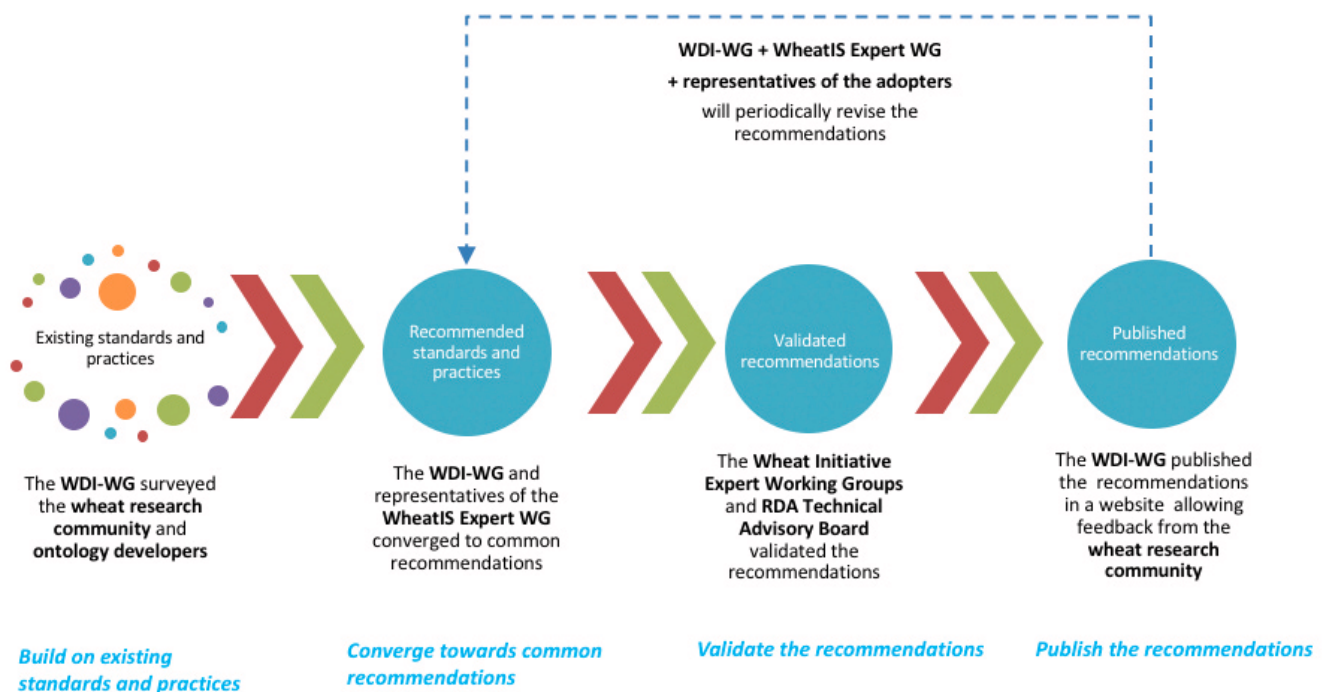 WDI-WG + WheatIS Expert WG
+ representatives of the adopters
will periodically revise the
recommendations
Existing standards and
practices
Recommended
standards and
practices
Validated
recommendations
Published
recommendations
The WDI-WG surveyed
the wheat research
community and
ontology developers
The WDI-WG and
representatives of the
WheatIS Expert WG
converged to common
recommendations
The Wheat Initiative
Expert Working Groups
and RDA Technical
Advisory Board
validated the
recommendations
The WDI-WG published
the recommendations
in a website allowing
feedback from the
wheat research
community
Build on existing
standards and practices
Converge towards common
recommendations
Validate the recommendations
Publish the recommendations